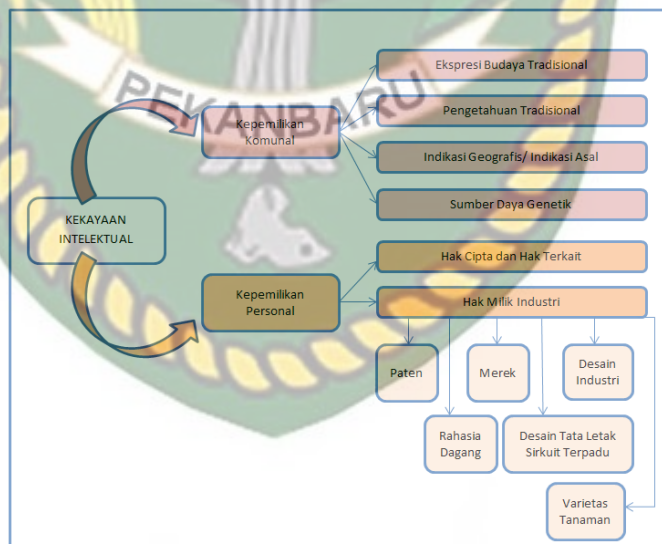 PEKANBARU
KEKAYAAN
INTELEKTUAL
Kepemilikan
Komunal
Ekspresi Budaya Tradisional
Pengetahuan Tradisional
Indikasi Geografis/ Indikasi Asal
Sumber Daya Genetik
Kepemilikan
Personal
Hak Cipta dan Hak Terkait
Hak Milik Industri
Paten
Merek
Desain
Industri
Rahasia
Dagang
Desain Tata Letak
Sirkuit Terpadu
Varietas
Tanaman